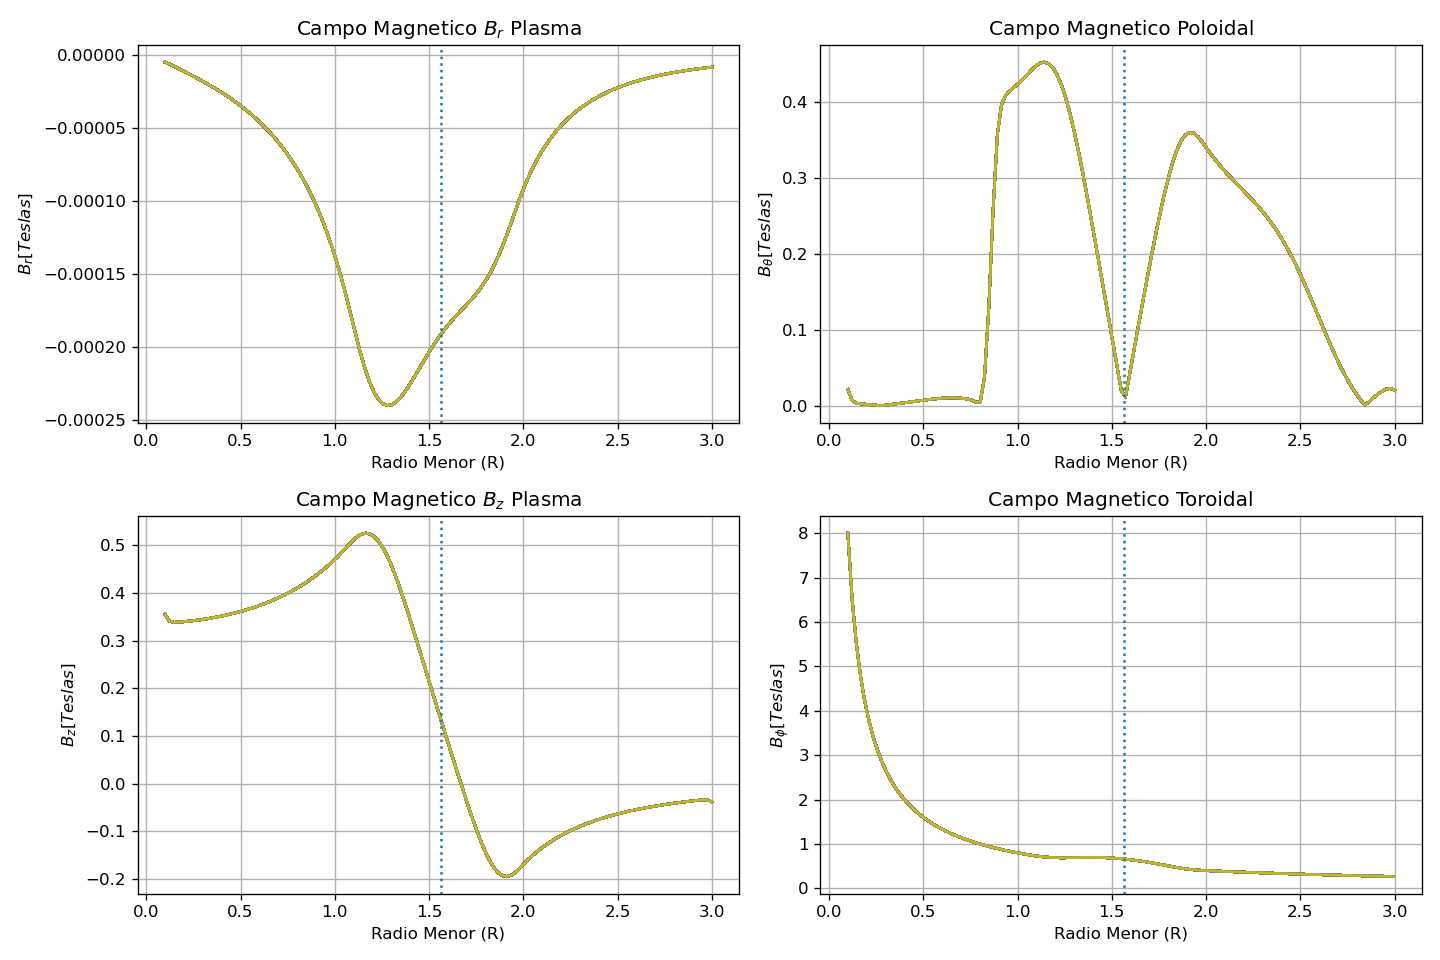 Campo Magnetico $B_r$ Plasma
0.00000
−0.00005
−0.00010
−0.00015
−0.00020
−0.00025
$B_r[Teslas]$
0.0 0.5 1.0 1.5 2.0 2.5 3.0
Radio Menor (R)
Campo Magnetico Poloidal
0.4
0.3
0.2
0.1
0.0
$B_\theta[Teslas]$
0.0 0.5 1.0 1.5 2.0 2.5 3.0
Radio Menor (R)
Campo Magnetico $B_z$ Plasma
0.5
0.4
0.3
0.2
0.1
0.0
−0.1
−0.2
$B_z[Teslas]$
0.0 0.5 1.0 1.5 2.0 2.5 3.0
Radio Menor (R)
Campo Magnetico Toroidal
8
7
6
5
4
3
2
1
0
$B_\phi[Teslas]$
0.0 0.5 1.0 1.5 2.0 2.5 3.0
Radio Menor (R)